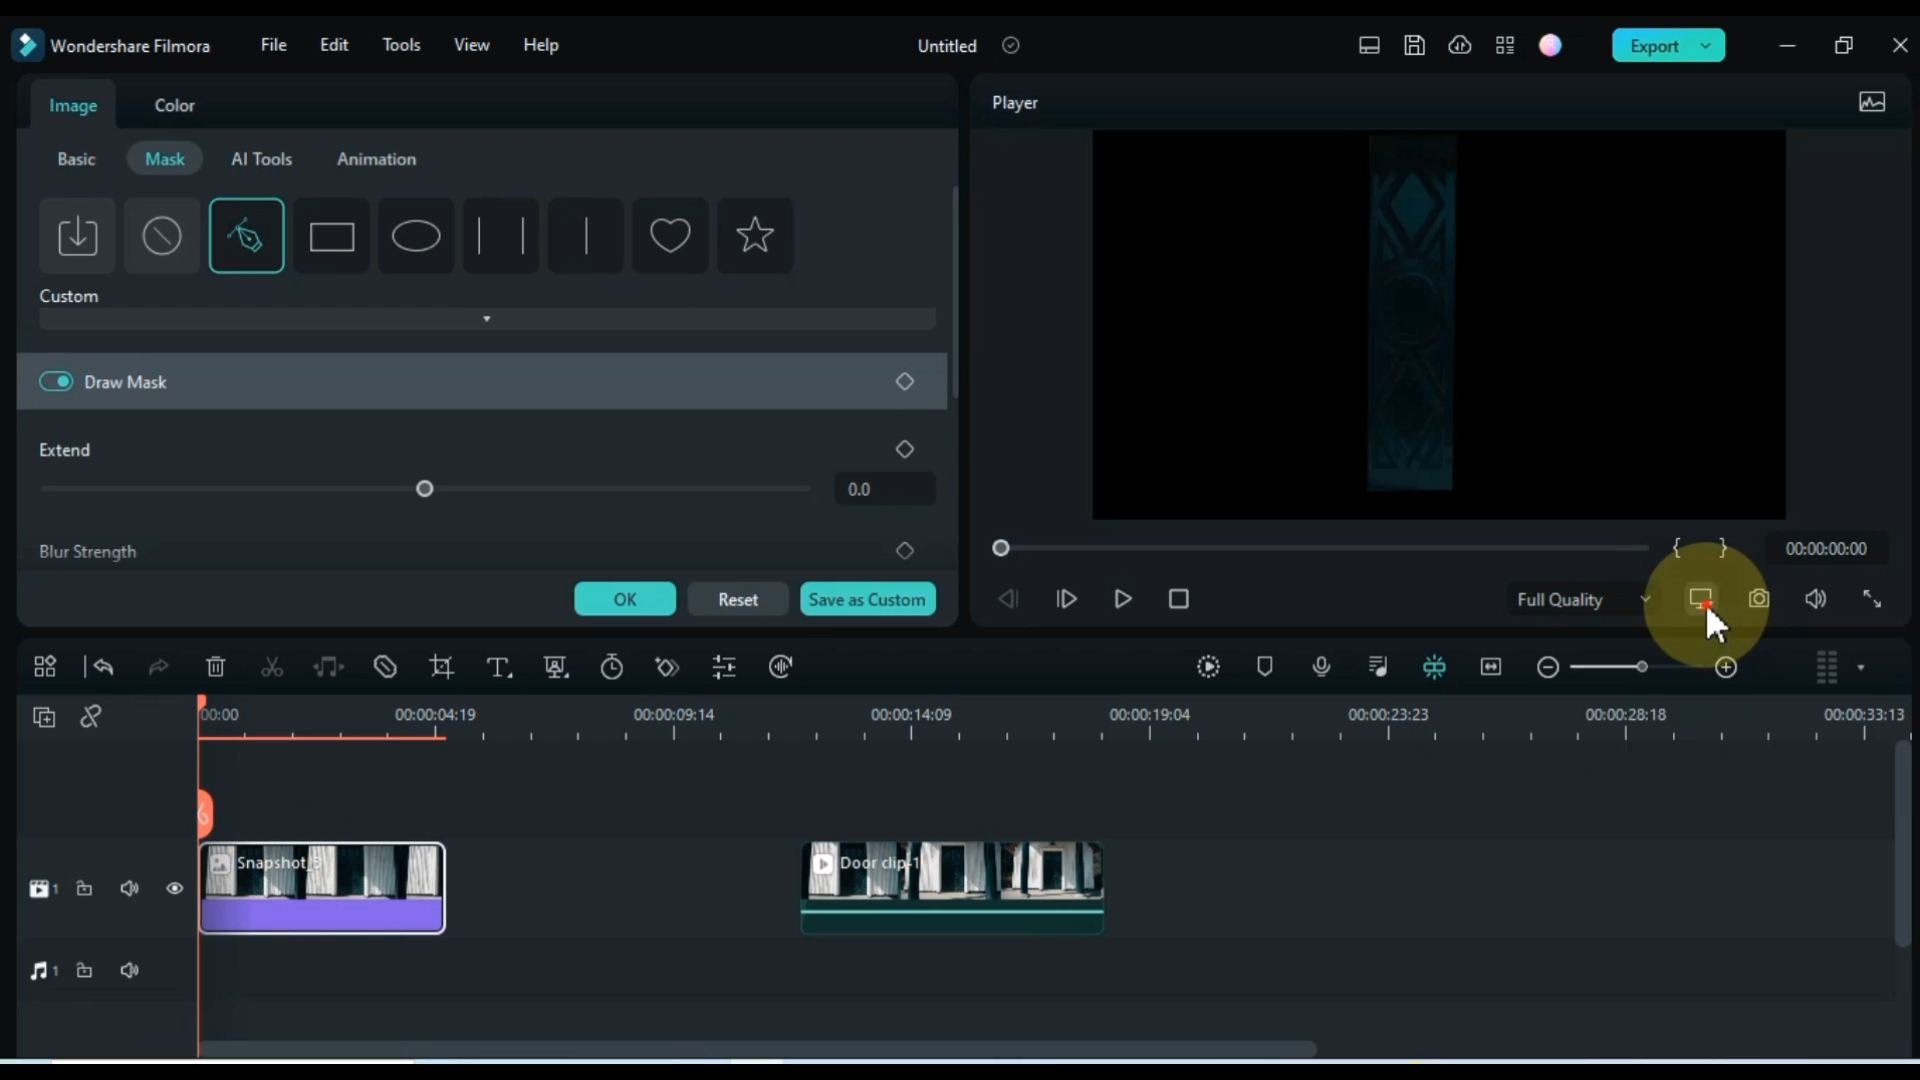 Wondershare Filmora File Edit Tools View Help Untitled Export
Image Color
Player
Basic Mask AI Tools Animation
Custom
Draw Mask
Extend
0.0
Blur Strength
OK Reset Save as Custom
{ } 00:00:00:00
Full Quality
00:00 00:00:04:19 00:00:09:14 00:00:14:09 00:00:19:04 00:00:23:23 00:00:28:18 00:00:33:13
Snapshot_3
Door clip-1
1
1